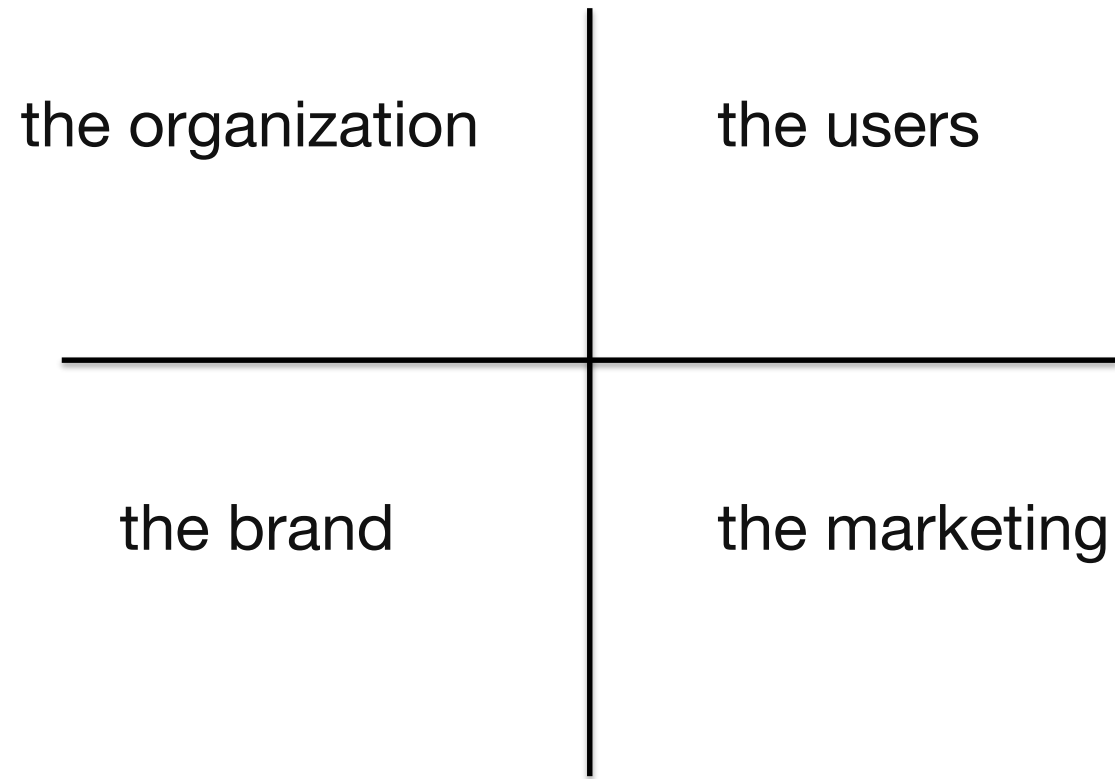 the organization
the users
the brand
the marketing